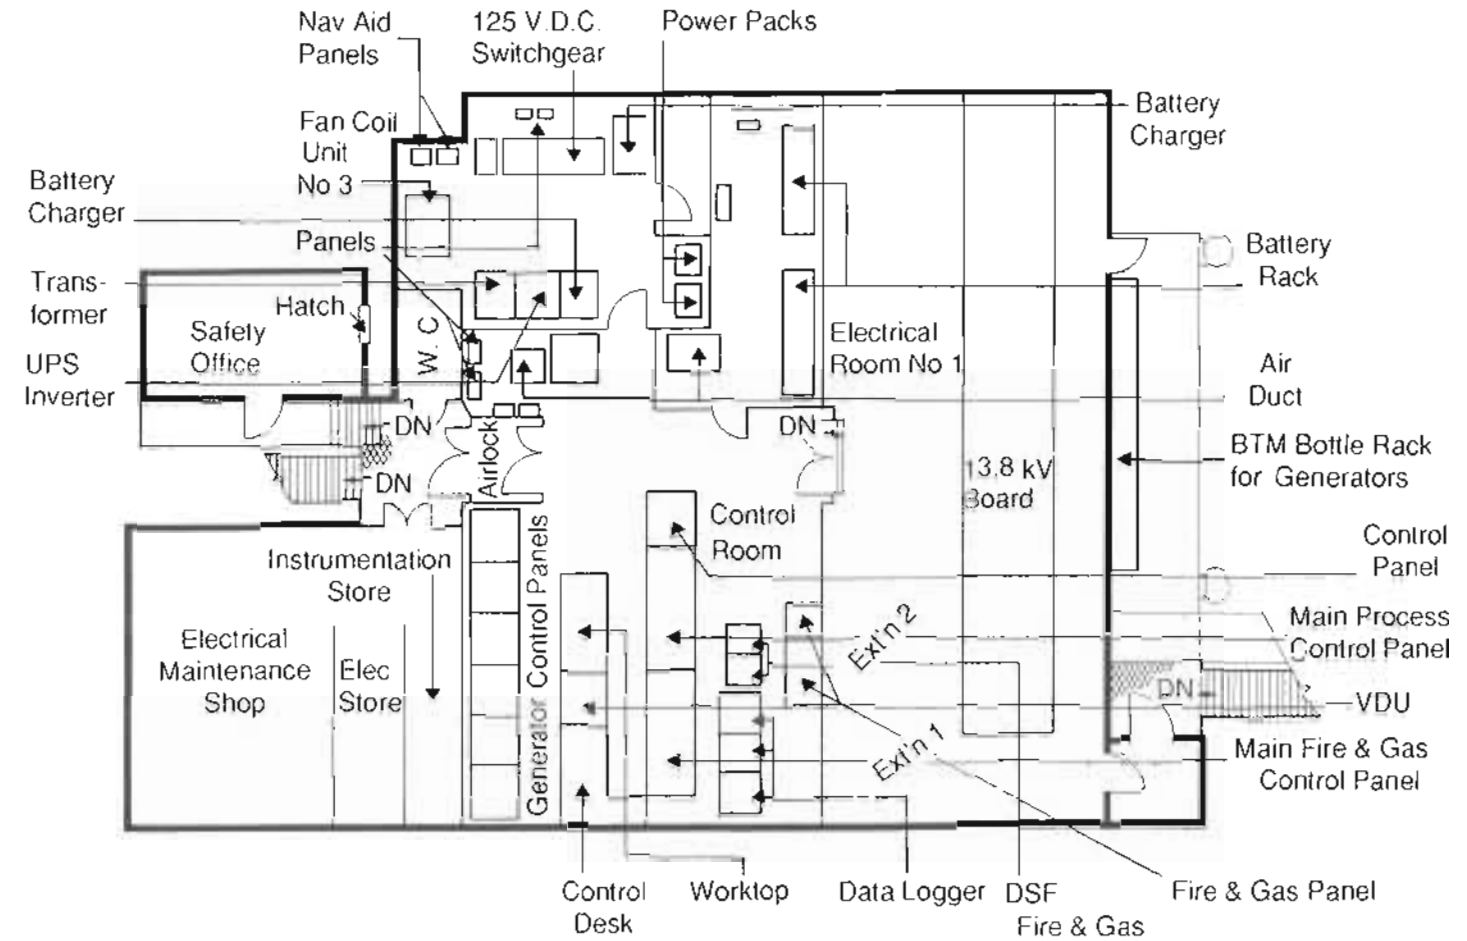 Nav Aid
Panels
125 V.D.C.
Switchgear
Power Packs
Battery
Charger
Fan Coil
Unit
No 3
Battery
Charger
Panels
Trans-
former
Hatch
Safety
Office
UPS
Inverter
W. C
Electrical
Room No 1
Battery
Rack
Air
Duct
DN
DN
DN
Airlock
13.8 kV
Board
BTM Bottle Rack
for Generators
Control
Room
Control
Panel
Instrumentation
Store
Generator Control Panels
Electrical
Maintenance
Shop
Elec
Store
Ext'n 2
Ext'n 1
Main Process
Control Panel
DN
VDU
Main Fire & Gas
Control Panel
Control
Desk
Worktop
Data Logger
DSF
Fire & Gas
Fire & Gas Panel